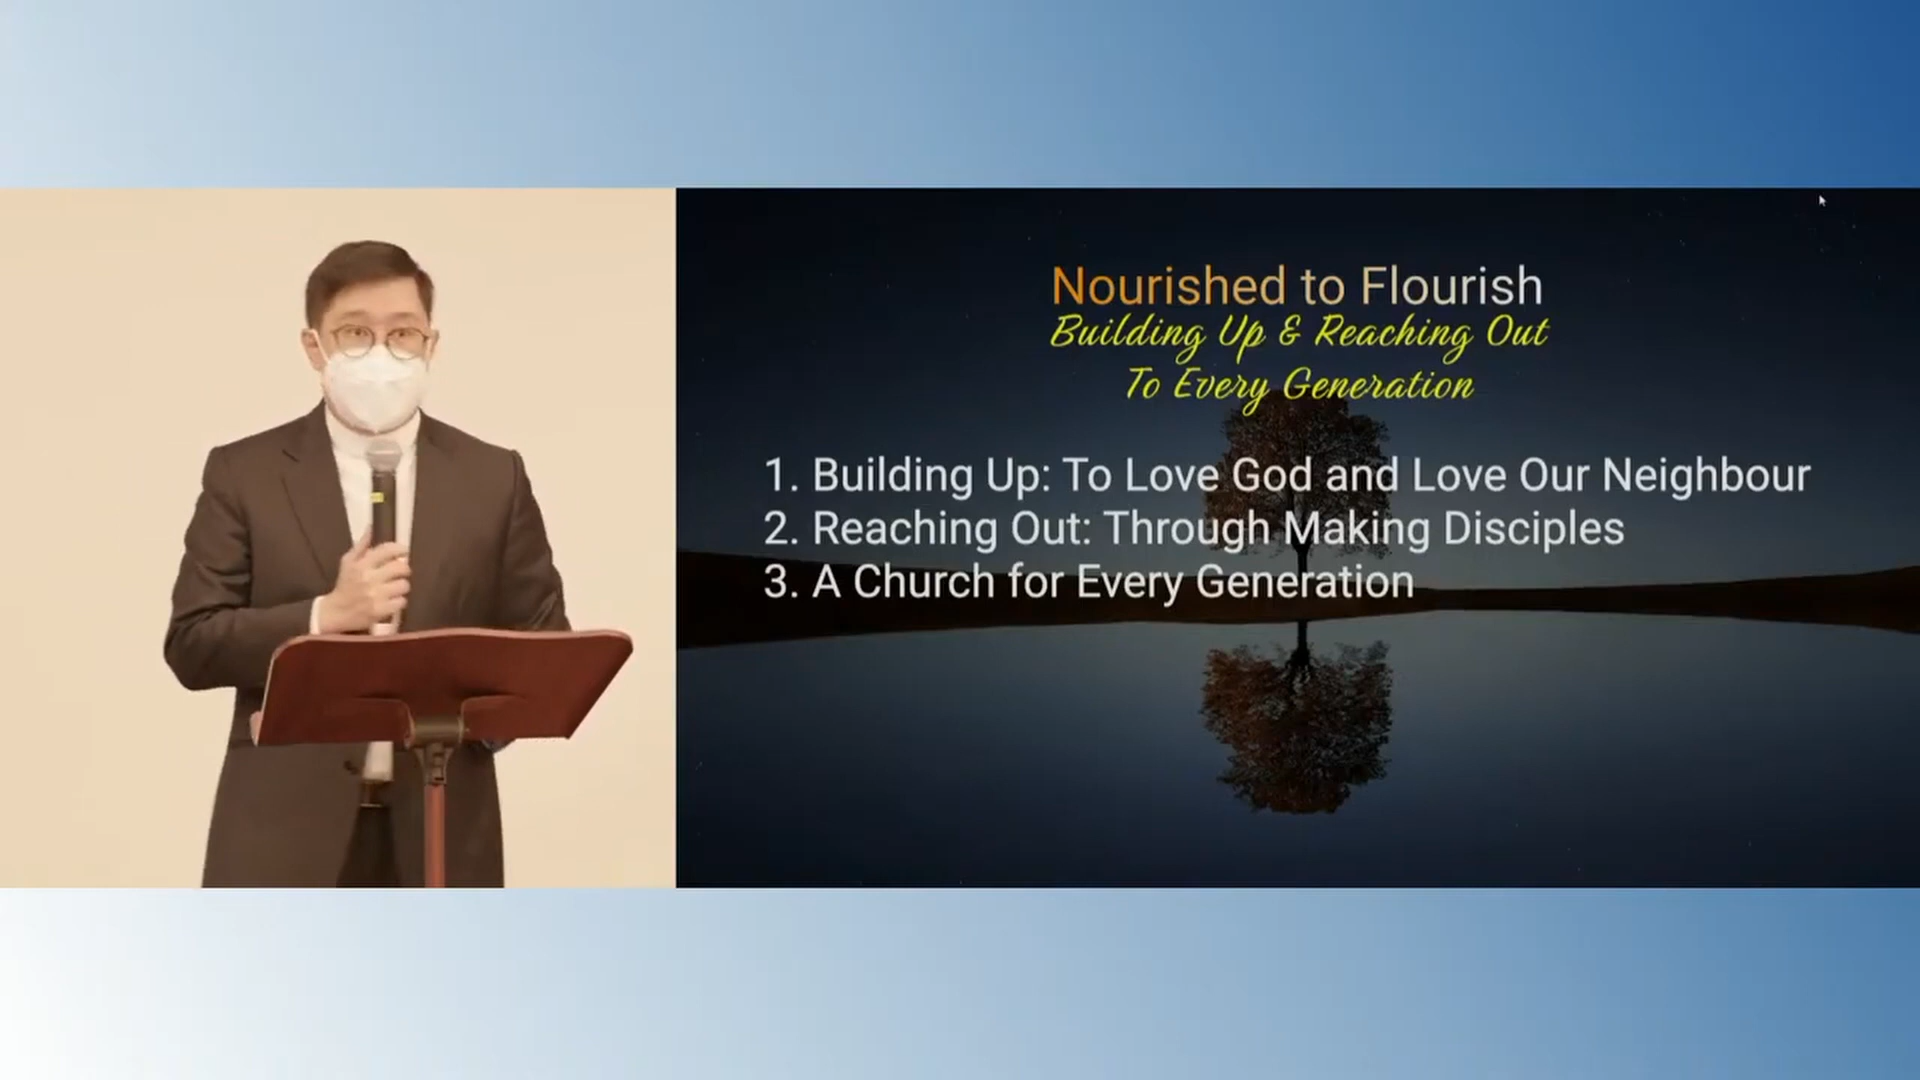 Nourished to Flourish
Building Up & Reaching Out
To Every Generation
1. Building Up: To Love God and Love Our Neighbour
2. Reaching Out: Through Making Disciples
3. A Church for Every Generation